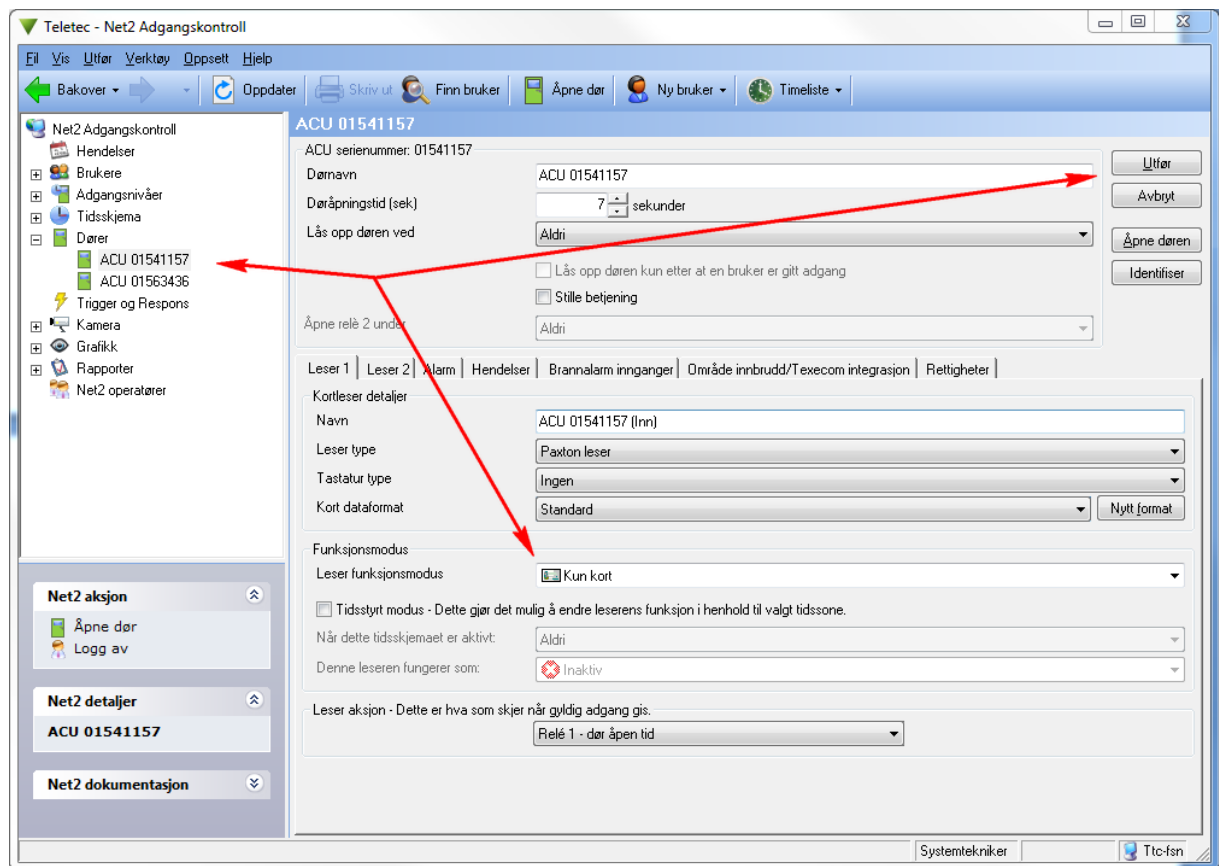 Teletec - Net2 Adgangskontroll
Fil Vis Utfør Verktøy Oppsett Hjelp
Bakover Oppdater Skriv ut Finn bruker Åpne dør Ny bruker Timeliste
Net2 Adgangskontroll
Hendelser
Brukere
Adgangsnivåer
Tidsskjema
Dører
ACU 01541157
ACU 01563436
Trigger og Respons
Kamera
Grafikk
Rapporter
Net2 operatører
Net2 aksjon
Åpne dør
Logg av
Net2 detaljer
ACU 01541157
Net2 dokumentasjon
ACU 01541157
ACU serienummer: 01541157
Dørnavn ACU 01541157
Døråpningstid (sek) 7 sekunder
Lås opp døren ved Aldri
Lås opp døren kun etter at en bruker er gitt adgang
Stille betjening
Åpne relè 2 under Aldri
Utfør
Avbryt
Åpne døren
Identifiser
Leser 1 Leser 2 Alarm Hendelser Brannalarm innganger Område innbrudd/Texecom integrasjon Rettigheter
Kortleser detaljer
Navn ACU 01541157 (Inn)
Leser type Paxton leser
Tastatur type Ingen
Kort dataformat Standard Nytt format
Funksjonsmodus
Leser funksjonsmodus Kun kort
Tidsstyrt modus - Dette gjør det mulig å endre leserens funksjon i henhold til valgt tidssone.
Når dette tidsskjemaet er aktivt: Aldri
Denne leseren fungerer som: Inaktiv
Leser aksjon - Dette er hva som skjer når gyldig adgang gis.
Relé 1 - dør åpen tid
Systemtekniker Ttc-fsn